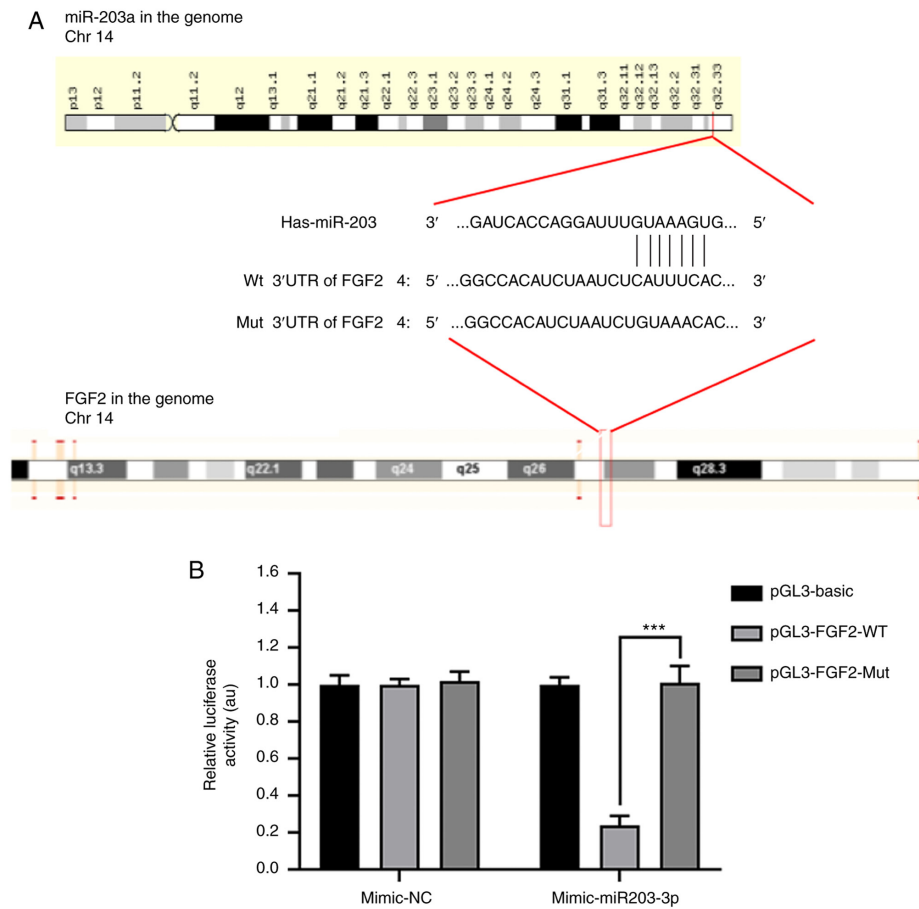 A
miR-203a in the genome
Chr 14
p13 p12 p11.2 q11.2 q12 q13.1 q21.1 q21.2 q21.3 q22.1 q22.3 q23.1 q23.2 q23.3 q24.1 q24.2 q24.3 q31.1 q31.3 q32.11 q32.12 q32.13 q32.2 q32.31 q32.33
Has-miR-203 3′ ...GAUCACCAGGAUUUGUAAAGUG... 5′
Wt 3′UTR of FGF2 4: 5′ ...GGCCACAUCUAAUCUCAUUUCAC... 3′
Mut 3′UTR of FGF2 4: 5′ ...GGCCACAUCUAAUCUGUAAACAC... 3′
FGF2 in the genome
Chr 14
q13.3 q22.1 q24 q25 q26 q28.3
B
Relative luciferase
activity (au)
1.6
1.4
1.2
1.0
0.8
0.6
0.4
0.2
0.0
***
Mimic-NC Mimic-miR203-3p
pGL3-basic
pGL3-FGF2-WT
pGL3-FGF2-Mut